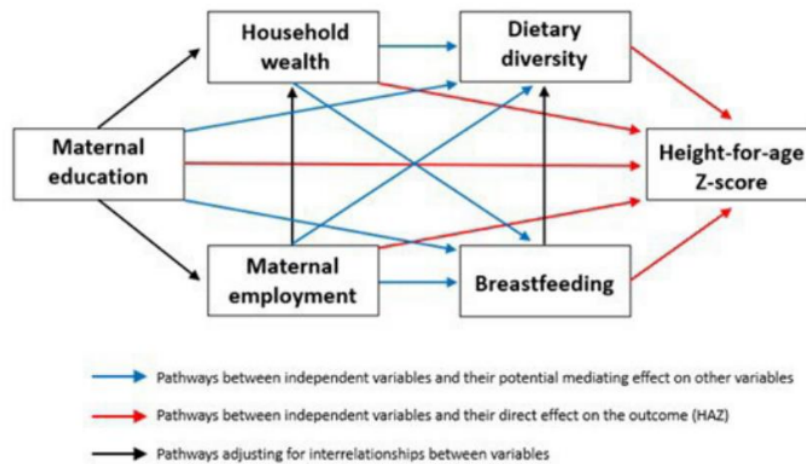 Household
wealth
Dietary
diversity
Maternal
education
Height-for-age
Z-score
Maternal
employment
Breastfeeding
Pathways between independent variables and their potential mediating effect on other variables
Pathways between independent variables and their direct effect on the outcome (HAZ)
Pathways adjusting for interrelationships between variables